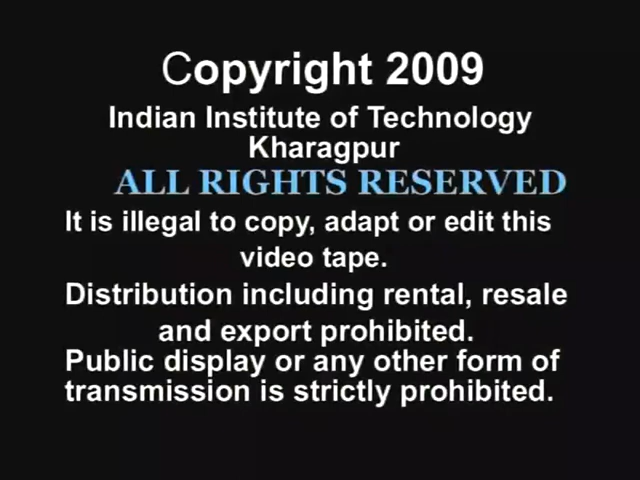 Copyright 2009
Indian Institute of Technology
Kharagpur
ALL RIGHTS RESERVED
It is illegal to copy, adapt or edit this
video tape.
Distribution including rental, resale
and export prohibited.
Public display or any other form of
transmission is strictly prohibited.